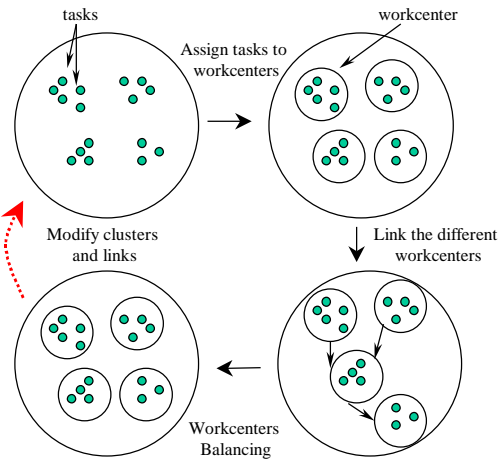 tasks
workcenter
Assign tasks to
workcenters
Modify clusters
and links
Link the different
workcenters
Workcenters
Balancing